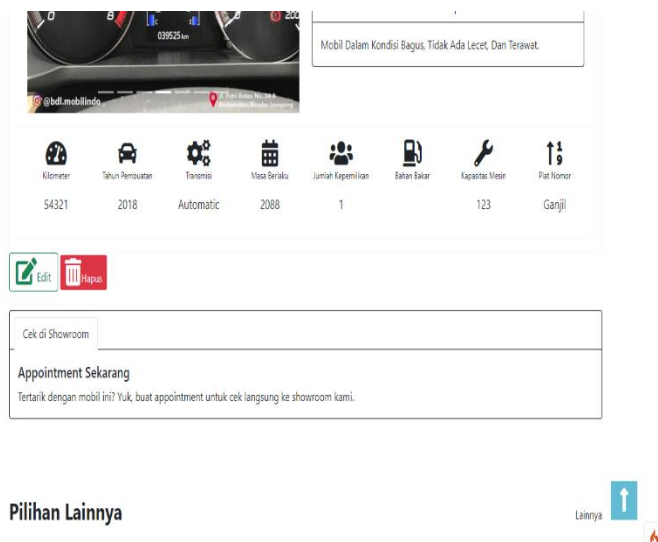 039525 km
Mobil Dalam Kondisi Bagus, Tidak Ada Lecet, Dan Terawat.
@bdl.mobilindo
Kilometer
Tahun Pembuatan
Transmisi
Masa Berlaku
Jumlah Kepemilikan
Bahan Bakar
Kapasitas Mesin
Plat Nomor
54321
2018
Automatic
2088
1
123
Ganjil
Edit
Hapus
Cek di Showroom
Appointment Sekarang
Tertarik dengan mobil ini? Yuk, buat appointment untuk cek langsung ke showroom kami.
Pilihan Lainnya
Lainnya